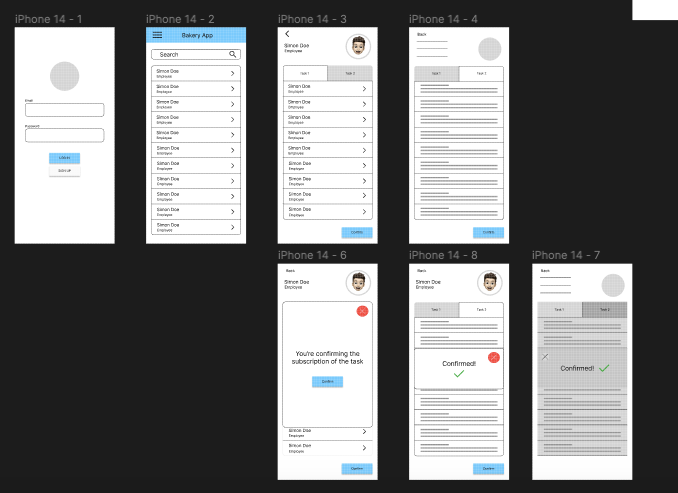 iPhone 14 - 1
Email
Password
LOG IN
SIGN UP
iPhone 14 - 2
Bakery App
Search
Simon Doe
Employee
Simon Doe
Employee
Simon Doe
Employee
Simon Doe
Employee
Simon Doe
Employee
Simon Doe
Employee
Simon Doe
Employee
Simon Doe
Employee
Simon Doe
Employee
Simon Doe
Employee
Simon Doe
Employee
iPhone 14 - 3
Simon Doe
Employee
Task 1
Task 2
Simon Doe
Employee
Simon Doe
Employee
Simon Doe
Employee
Simon Doe
Employee
Simon Doe
Employee
Simon Doe
Employee
Simon Doe
Employee
Simon Doe
Employee
Simon Doe
Employee
Confirm
iPhone 14 - 4
Back
Task 1
Task 2
Confirm
iPhone 14 - 6
Back
Simon Doe
Employee
You're confirming the
subscription of the task
Confirm
Simon Doe
Employee
Simon Doe
Employee
Confirm
iPhone 14 - 8
Back
Simon Doe
Employee
Task 1
Task 2
Confirmed!
Confirm
iPhone 14 - 7
Back
Task 1
Task 2
Confirmed!